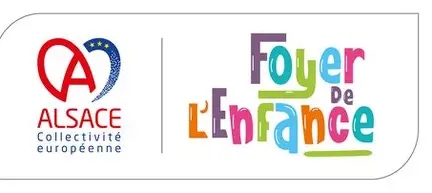 ALSACE
Collectivité
européenne
Foyer
De
L'Enfance